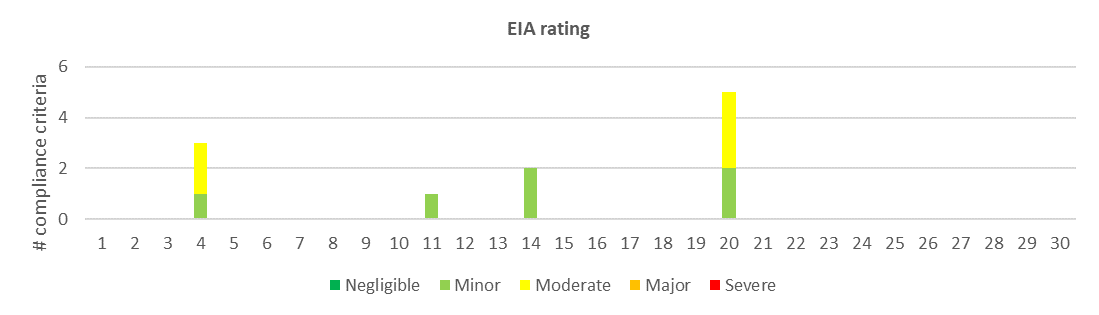 EIA rating
# compliance criteria
6
4
2
0
1 2 3 4 5 6 7 8 9 10 11 12 13 14 15 16 17 18 19 20 21 22 23 24 25 26 27 28 29 30
Negligible Minor Moderate Major Severe